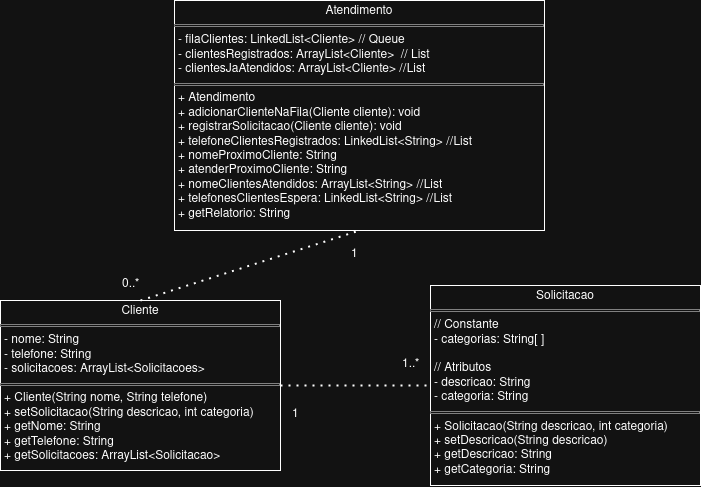 Atendimento
- filaClientes: LinkedList<Cliente> // Queue
- clientesRegistrados: ArrayList<Cliente>  // List
- clientesJaAtendidos: ArrayList<Cliente> //List
+ Atendimento
+ adicionarClienteNaFila(Cliente cliente): void
+ registrarSolicitacao(Cliente cliente): void
+ telefoneClientesRegistrados: LinkedList<String> //List
+ nomeProximoCliente: String
+ atenderProximoCliente: String
+ nomeClientesAtendidos: ArrayList<String> //List
+ telefonesClientesEspera: LinkedList<String> //List
+ getRelatorio: String
1
0..*
Cliente
- nome: String
- telefone: String
- solicitacoes: ArrayList<Solicitacoes>
+ Cliente(String nome, String telefone)
+ setSolicitacao(String descricao, int categoria)
+ getNome: String
+ getTelefone: String
+ getSolicitacoes: ArrayList<Solicitacao>
1
1..*
Solicitacao
// Constante
- categorias: String[ ]
// Atributos
- descricao: String
- categoria: String
+ Solicitacao(String descricao, int categoria)
+ setDescricao(String descricao)
+ getDescricao: String
+ getCategoria: String